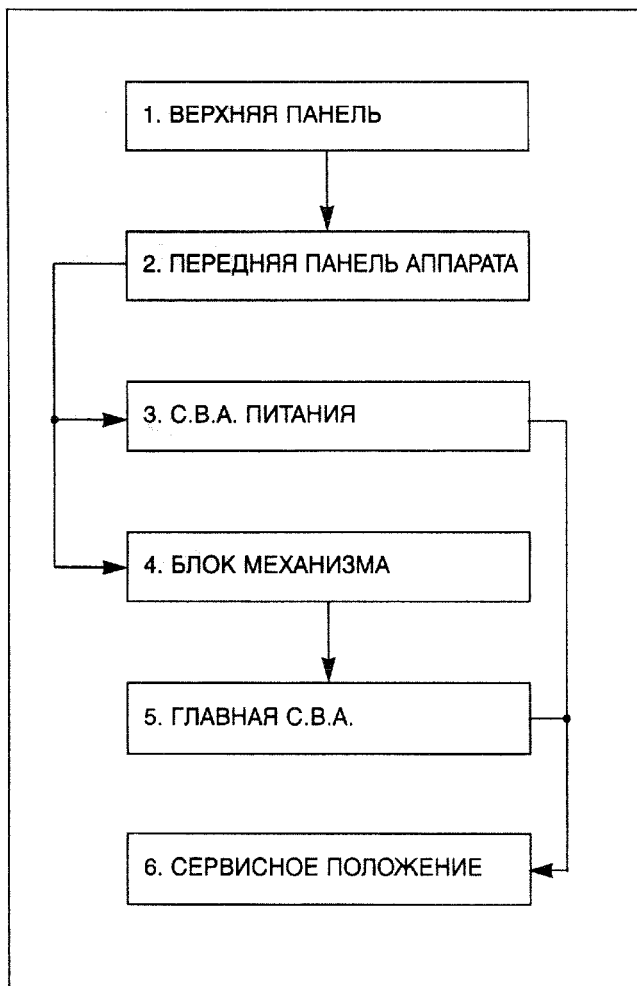 1. ВЕРХНЯЯ ПАНЕЛЬ
2. ПЕРЕДНЯЯ ПАНЕЛЬ АППАРАТА
3. С.В.А. ПИТАНИЯ
4. БЛОК МЕХАНИЗМА
5. ГЛАВНАЯ С.В.А.
6. СЕРВИСНОЕ ПОЛОЖЕНИЕ